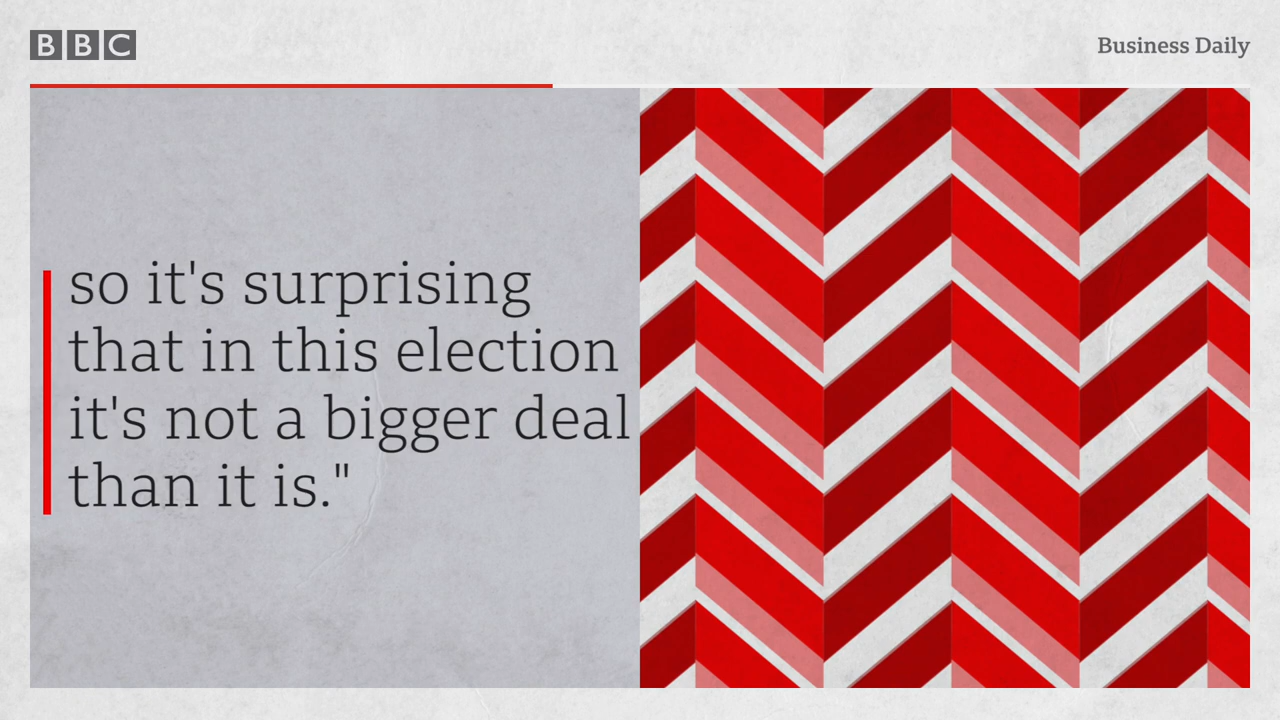 BBC
Business Daily
so it's surprising
that in this election
it's not a bigger deal
than it is."